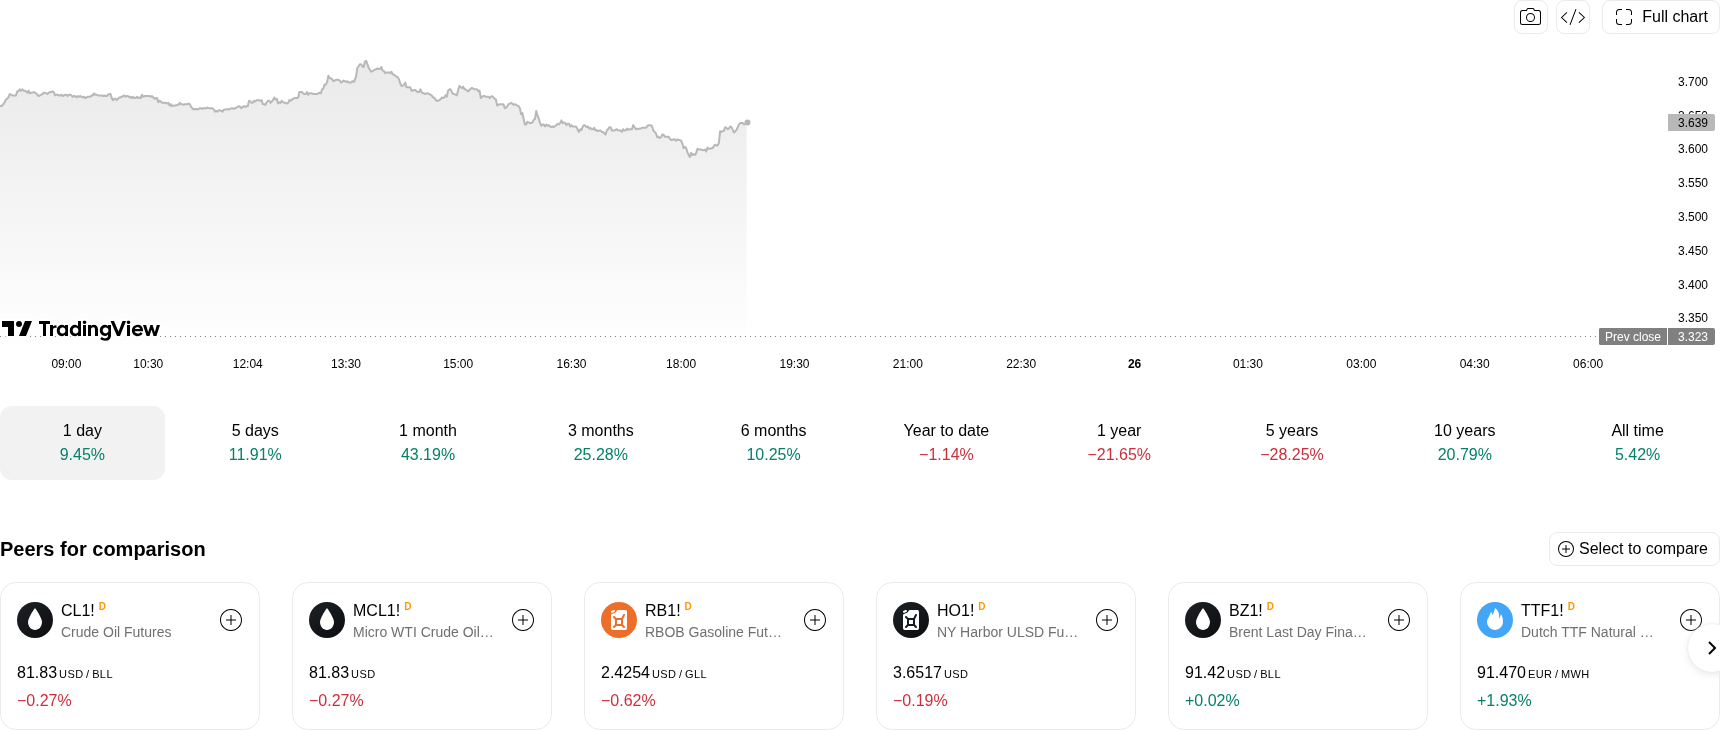 Full chart
3.700
3.639
3.600
3.550
3.500
3.450
3.400
3.350
TradingView
Prev close 3.323
09:00 10:30 12:04 13:30 15:00 16:30 18:00 19:30 21:00 22:30 26 01:30 03:00 04:30 06:00
1 day 5 days 1 month 3 months 6 months Year to date 1 year 5 years 10 years All time
9.45% 11.91% 43.19% 25.28% 10.25% −1.14% −21.65% −28.25% 20.79% 5.42%
Peers for comparison
Select to compare
CL1! D
Crude Oil Futures
81.83 USD / BLL
−0.27%
MCL1! D
Micro WTI Crude Oil…
81.83 USD
−0.27%
RB1! D
RBOB Gasoline Fut…
2.4254 USD / GLL
−0.62%
HO1! D
NY Harbor ULSD Fu…
3.6517 USD
−0.19%
BZ1! D
Brent Last Day Fina…
91.42 USD / BLL
+0.02%
TTF1! D
Dutch TTF Natural …
91.470 EUR / MWH
+1.93%